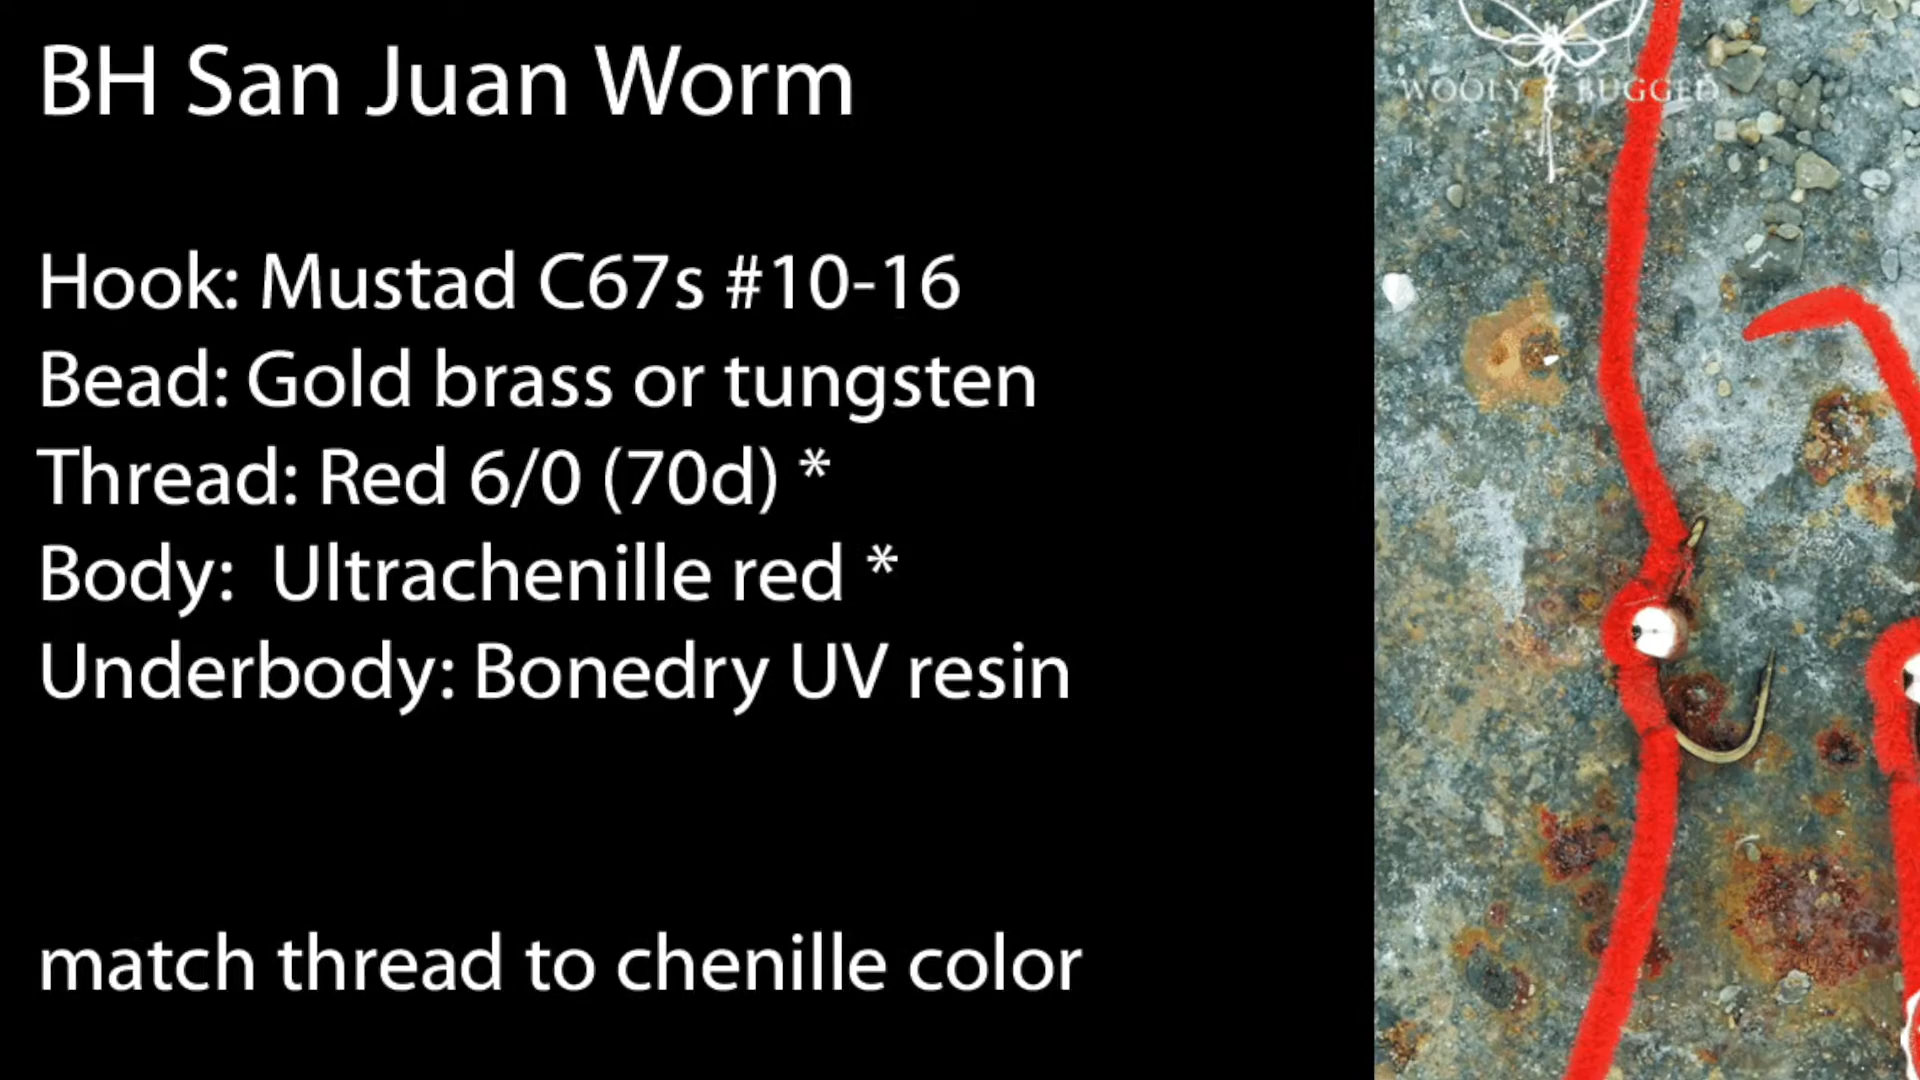 BH San Juan Worm
Hook: Mustad C67s #10-16
Bead: Gold brass or tungsten
Thread: Red 6/0 (70d) *
Body: Ultrachenille red *
Underbody: Bonedry UV resin
match thread to chenille color
WOOLY BUGGED